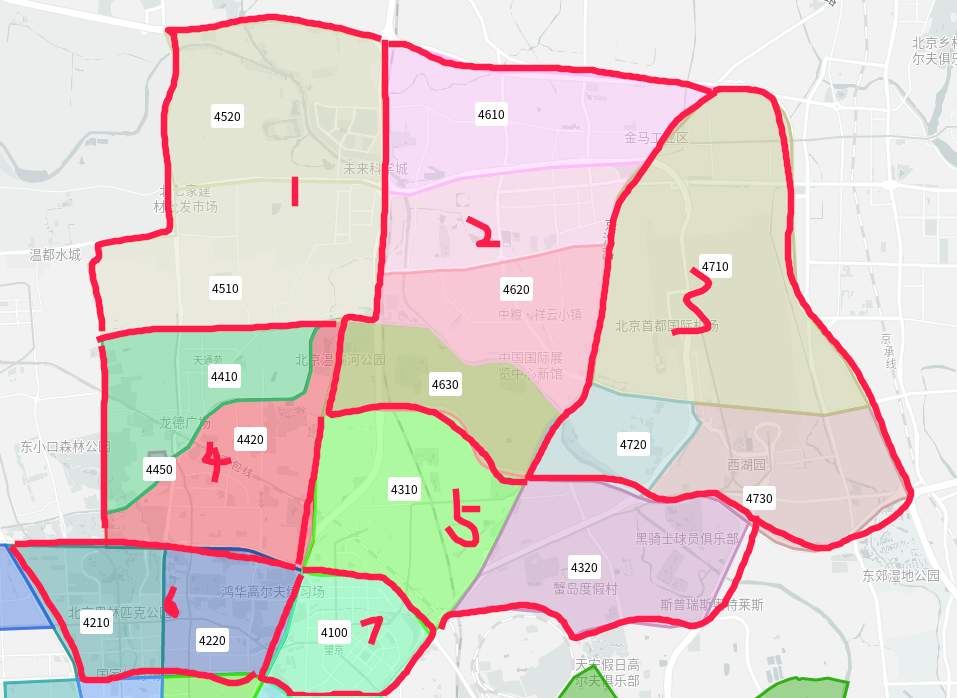 北京乡村
尔夫俱乐
4520
4610
金马工业区
未来科学城
北七家建
材批发市场
1
2
温都水城
4510
4620
4710
3
中粮·祥云小镇
北京首都国际机场
天通苑
北京温榆河公园
中国国际展
览中心新馆
京承线
4410
4630
龙德广场
东小口森林公园
4420
4720
4450
4
4310
西湖园
5
4730
黑骑士球员俱乐部
4320
东郊湿地公园
蟹岛度假村
鸿华高尔夫练习场
斯普瑞斯奥特莱斯
北京奥林匹克公园
6
4210
4220
4100
7
望京
国家
天安假日高
尔夫俱乐部